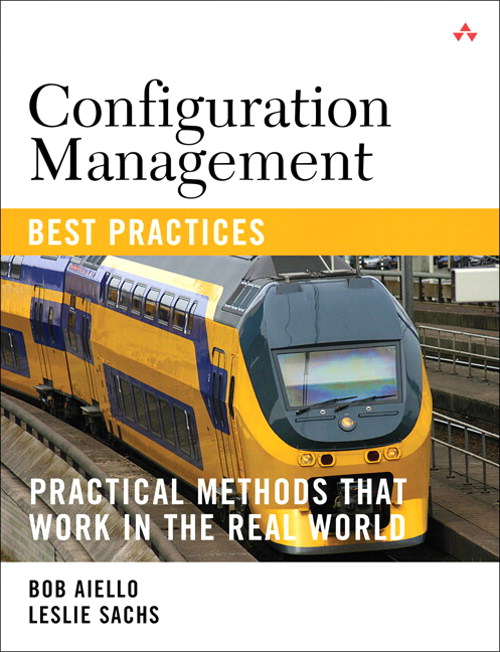 Configuration
Management
BEST PRACTICES
PRACTICAL METHODS THAT
WORK IN THE REAL WORLD
BOB AIELLO
LESLIE SACHS